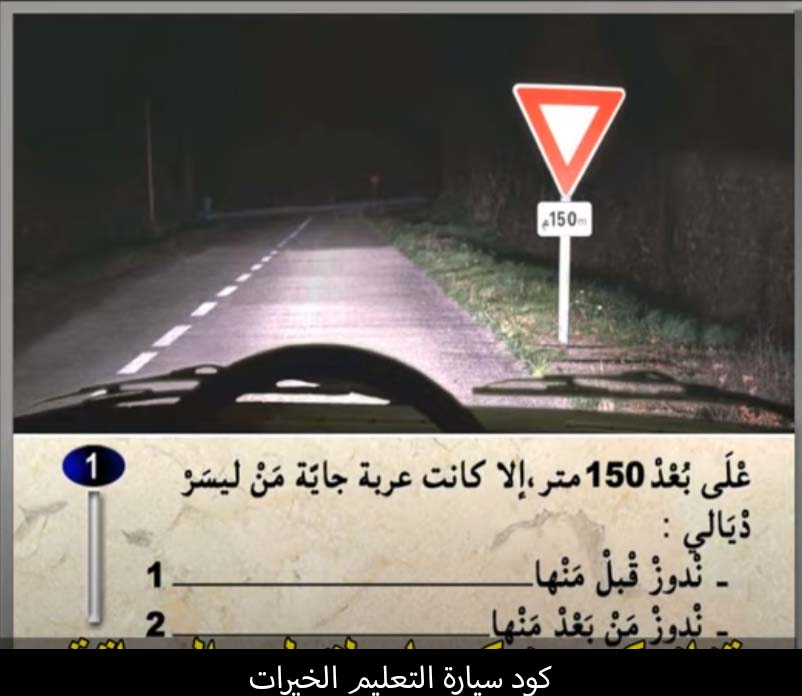 م150m
1
عْلَى بُعْدْ 150 متر، إلا كانت عربة جايّة مَنْ ليسَرْ
دْيَالي :
- نْدوزْ قْبلْ مَنْها 1
- نْدوزْ مَنْ بَعْدْ مَنْها 2
كود سيارة التعليم الخيرات